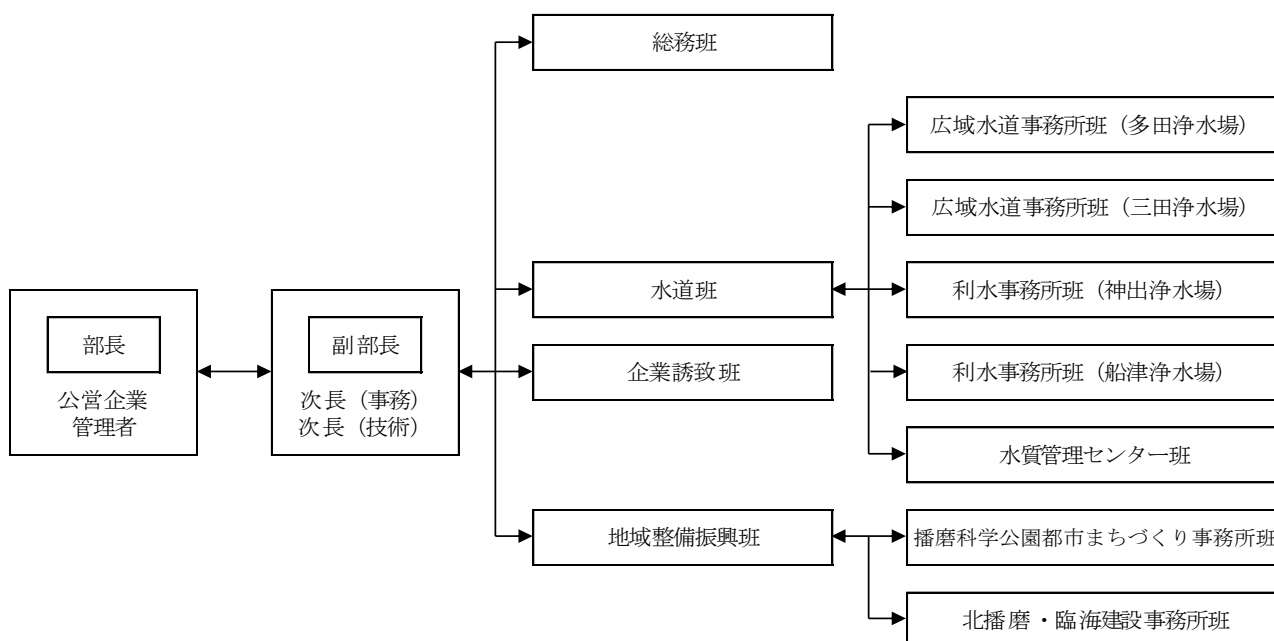 部長
公営企業
管理者
副部長
次長（事務）
次長（技術）
総務班
水道班
企業誘致班
地域整備振興班
広域水道事務所班（多田浄水場）
広域水道事務所班（三田浄水場）
利水事務所班（神出浄水場）
利水事務所班（船津浄水場）
水質管理センター班
播磨科学公園都市まちづくり事務所班
北播磨・臨海建設事務所班